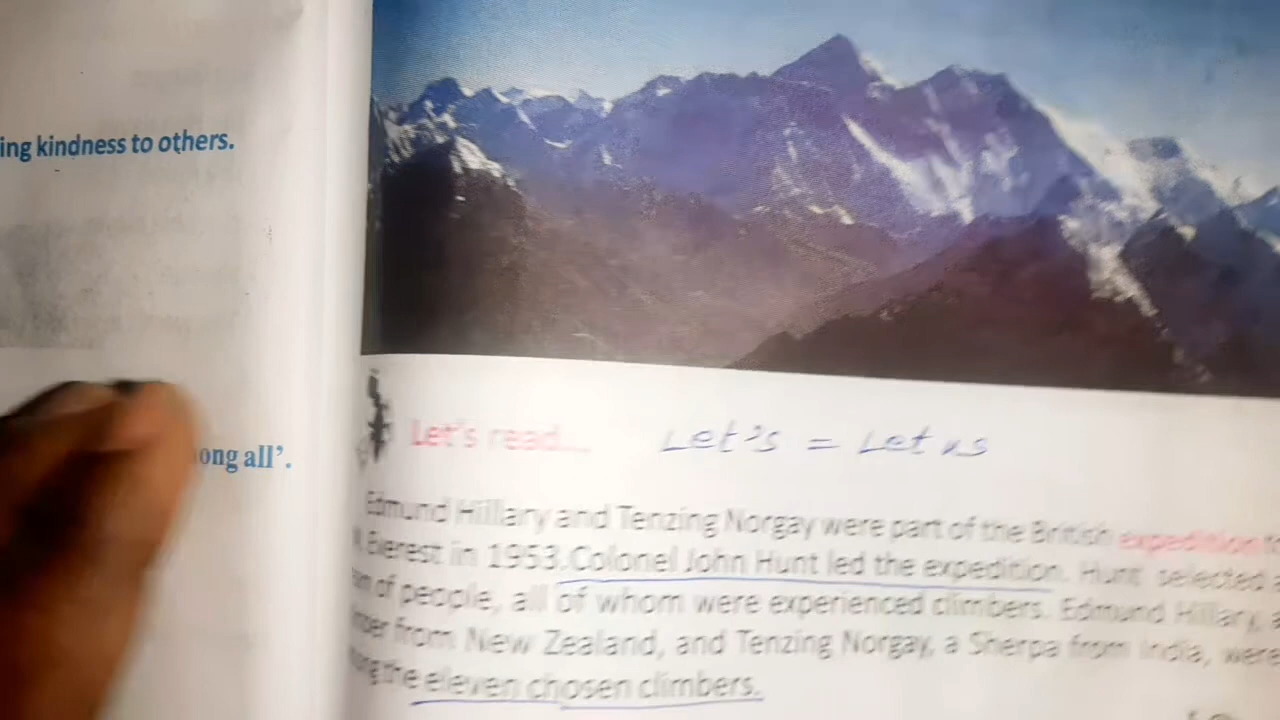 ing kindness to others.
ong all’.
Let's read... Let's = Let us
Edmund Hillary and Tenzing Norgay were part of the British expedition
Everest in 1953. Colonel John Hunt led the expedition. Hunt selected
of people, all of whom were experienced climbers. Edmund Hillary, a
from New Zealand, and Tenzing Norgay, a Sherpa from India, were
the eleven chosen climbers.